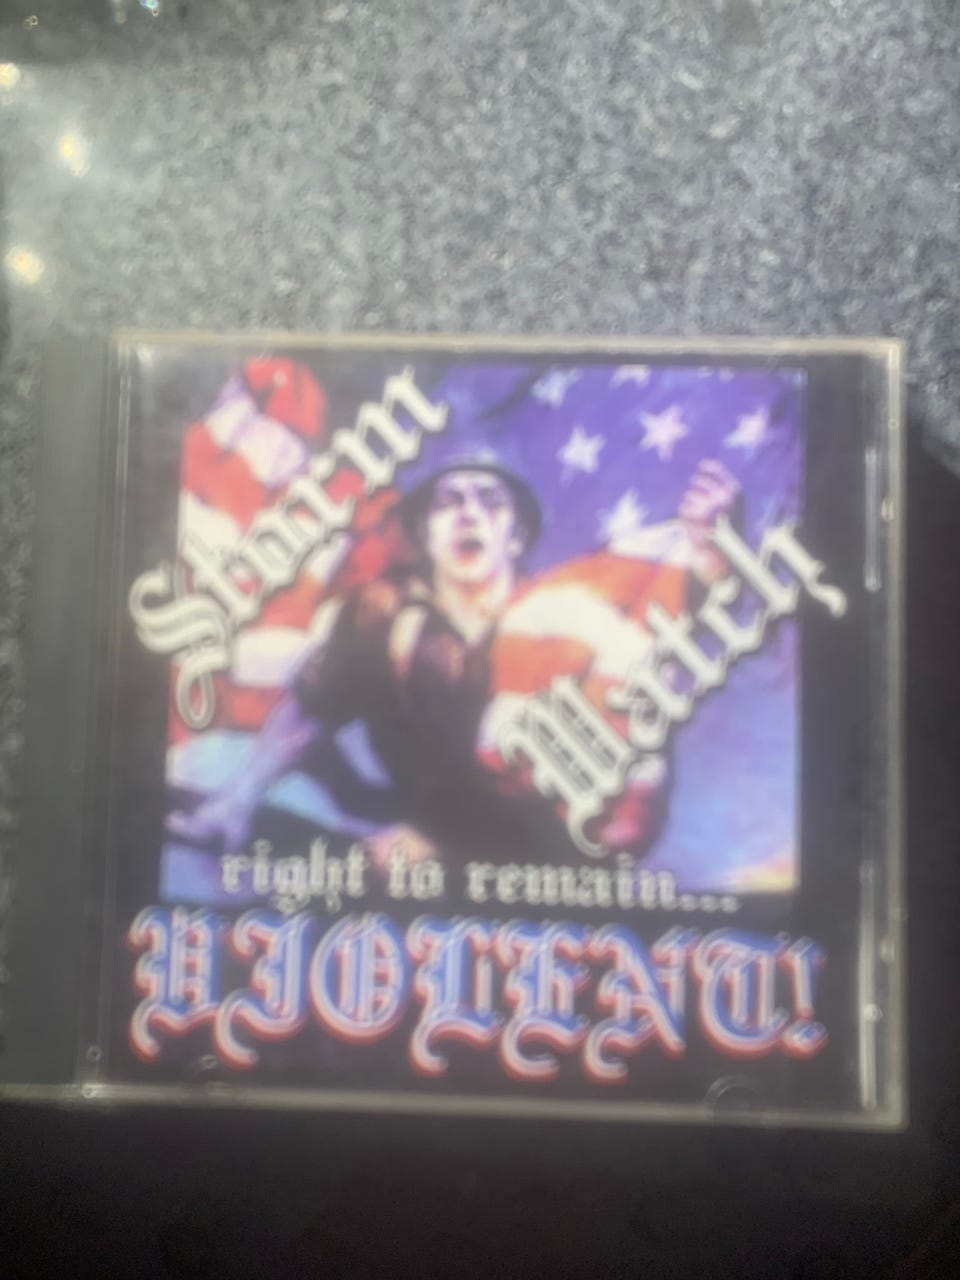 Storm
Watch
right to remain...
VIOLENT!